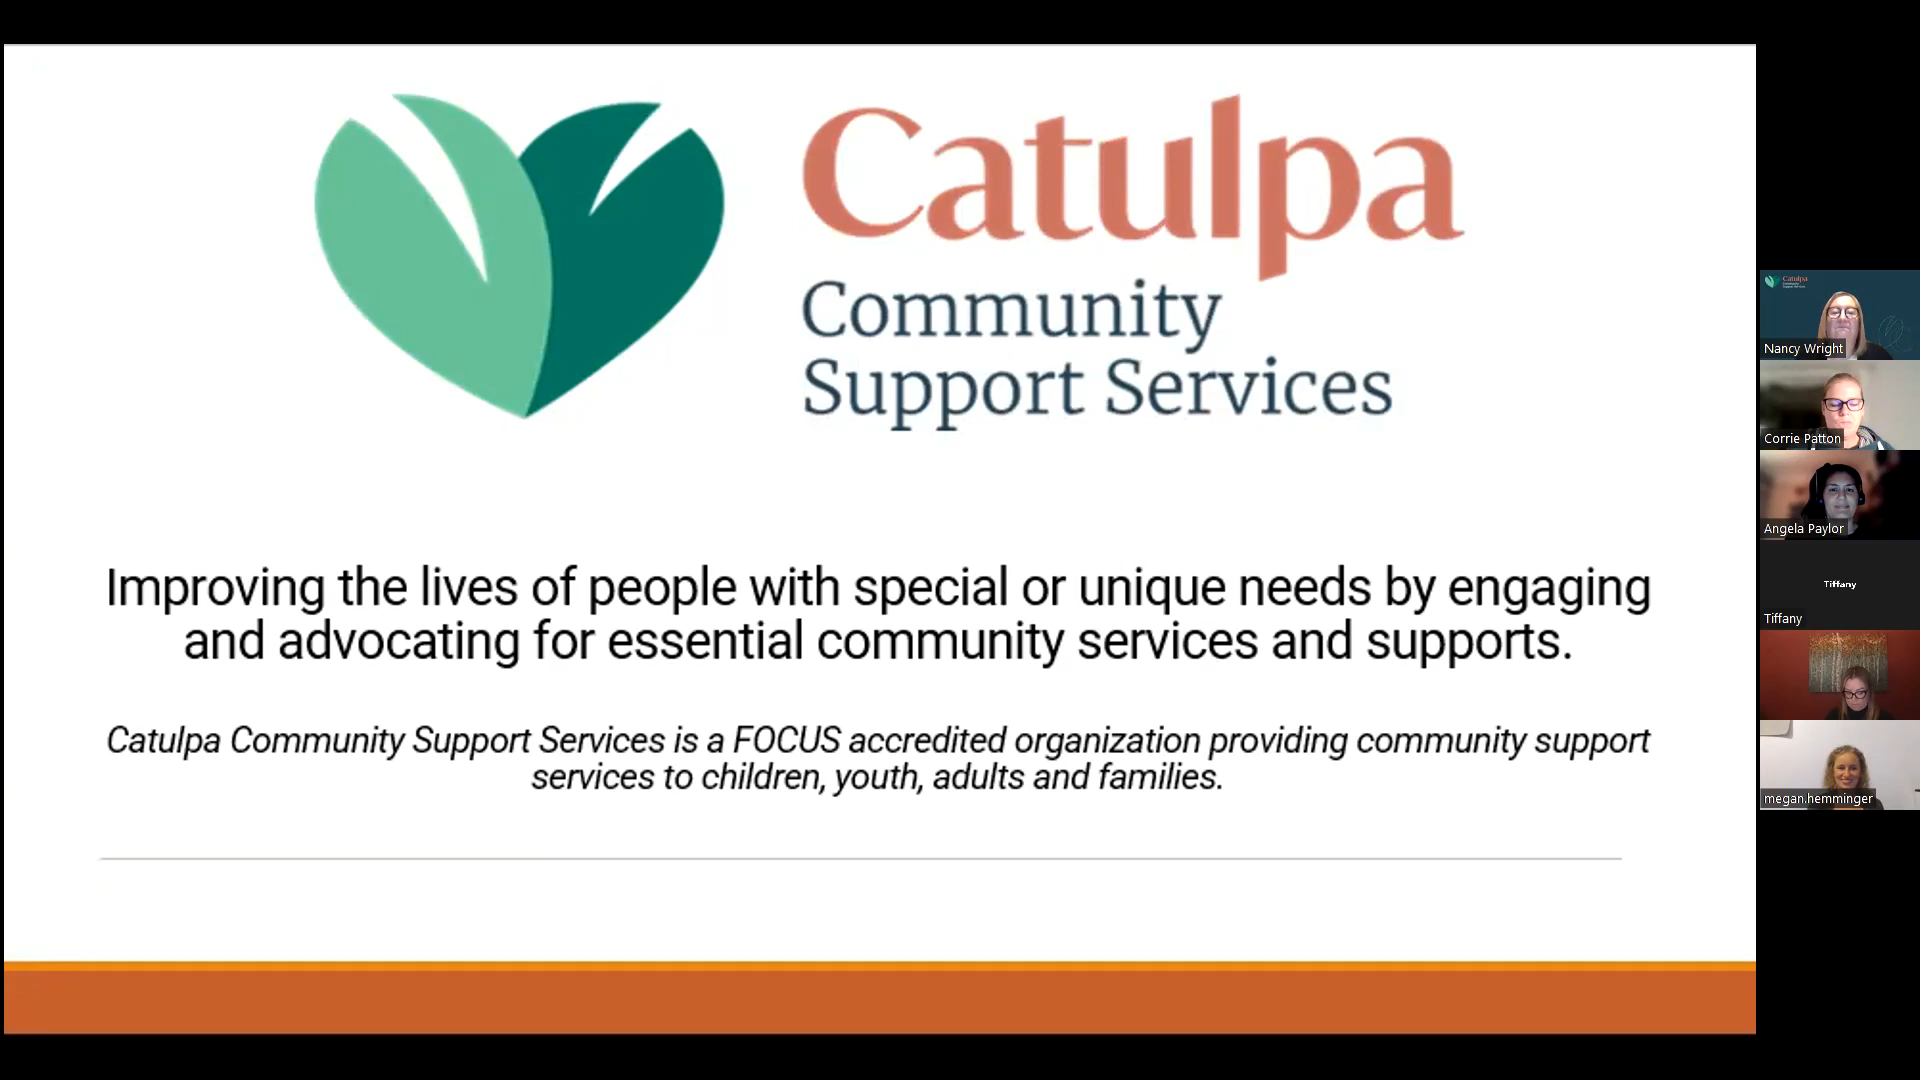 Catulpa
Community
Support Services
Improving the lives of people with special or unique needs by engaging
and advocating for essential community services and supports.
Catulpa Community Support Services is a FOCUS accredited organization providing community support
services to children, youth, adults and families.
Catulpa
Nancy Wright
Corrie Patton
Angela Paylor
Tiffany
Tiffany
megan.hemminger